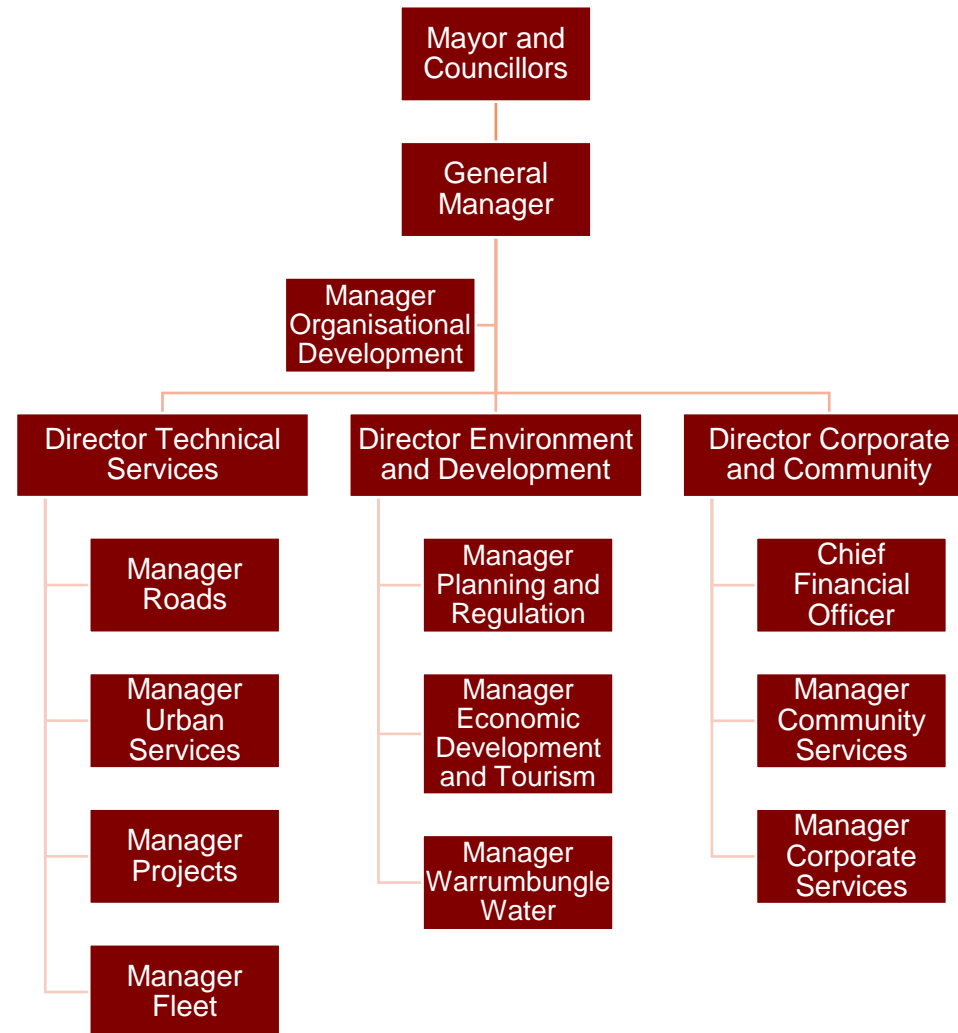 Mayor and
Councillors
General
Manager
Manager
Organisational
Development
Director Technical
Services
Director Environment
and Development
Director Corporate
and Community
Manager
Roads
Manager
Urban
Services
Manager
Projects
Manager
Fleet
Manager
Planning and
Regulation
Manager
Economic
Development
and Tourism
Manager
Warrumbungle
Water
Chief
Financial
Officer
Manager
Community
Services
Manager
Corporate
Services